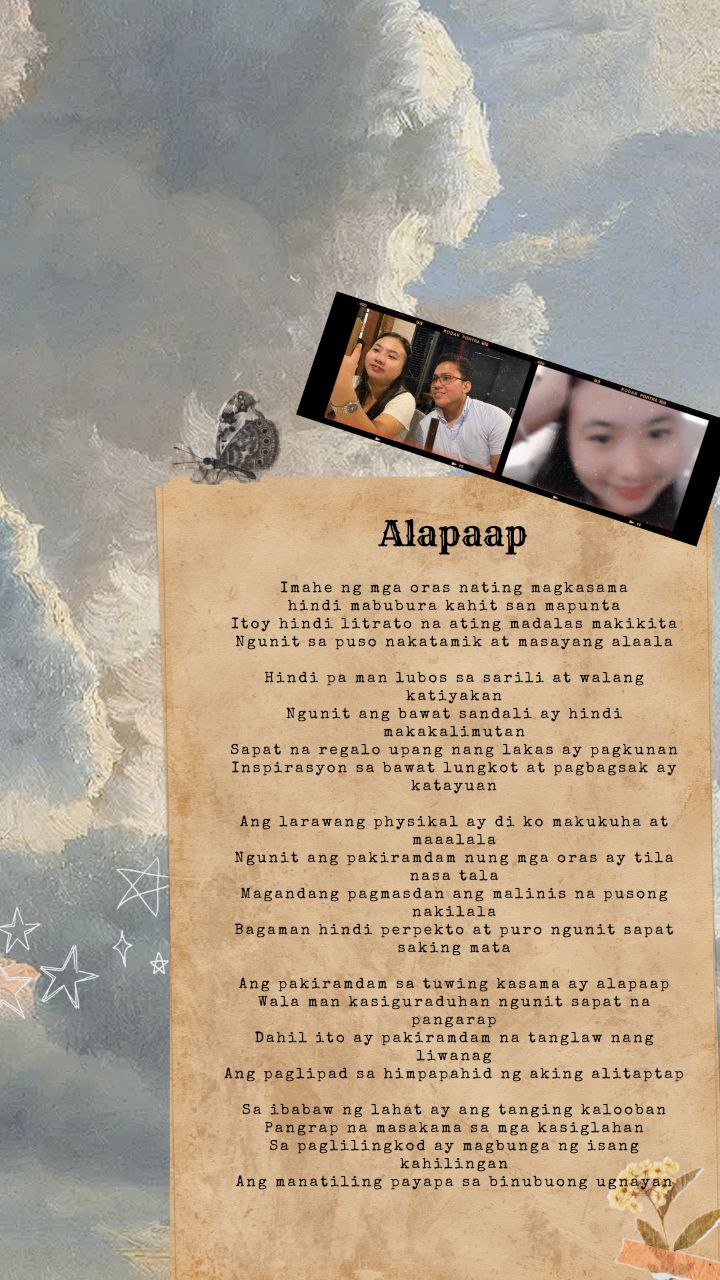 KODAK PORTRA 400
KODAK PORTRA 400
Alapaap
Imahe ng mga oras nating magkasama
hindi mabubura kahit san mapunta
Itoy hindi litrato na ating madalas makikita
Ngunit sa puso nakatamik at masayang alaala
Hindi pa man lubos sa sarili at walang
katiyakan
Ngunit ang bawat sandali ay hindi
makakalimutan
Sapat na regalo upang nang lakas ay pagkunan
Inspirasyon sa bawat lungkot at pagbagsak ay
katayuan
Ang larawang physikal ay di ko makukuha at
maaalala
Ngunit ang pakiramdam nung mga oras ay tila
nasa tala
Magandang pagmasdan ang malinis na pusong
nakilala
Bagaman hindi perpekto at puro ngunit sapat
saking mata
Ang pakiramdam sa tuwing kasama ay alapaap
Wala man kasiguraduhan ngunit sapat na
pangarap
Dahil ito ay pakiramdam na tanglaw nang
liwanag
Ang paglipad sa himpapahid ng aking alitaptap
Sa ibabaw ng lahat ay ang tanging kalooban
Pangrap na masakama sa mga kasiglahan
Sa paglilingkod ay magbunga ng isang
kahilingan
Ang manatiling payapa sa binubuong ugnayan